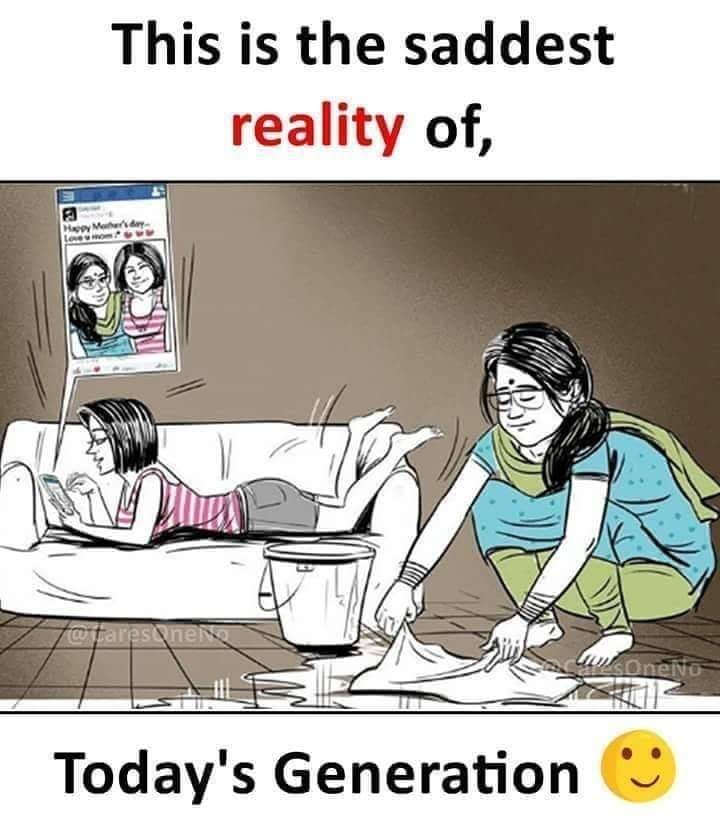 This is the saddest
reality of,
Happy Mother's day..
Love u mom :*
@CaresOneNo
@CaresOneNo
Today's Generation